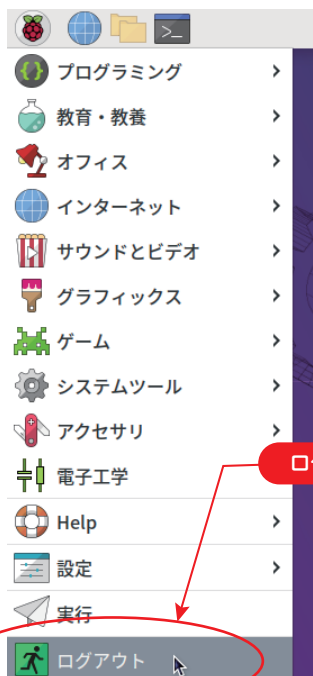 プログラミング
教育・教養
オフィス
インターネット
サウンドとビデオ
グラフィックス
ゲーム
システムツール
アクセサリ
電子工学
Help
設定
実行
ログアウト